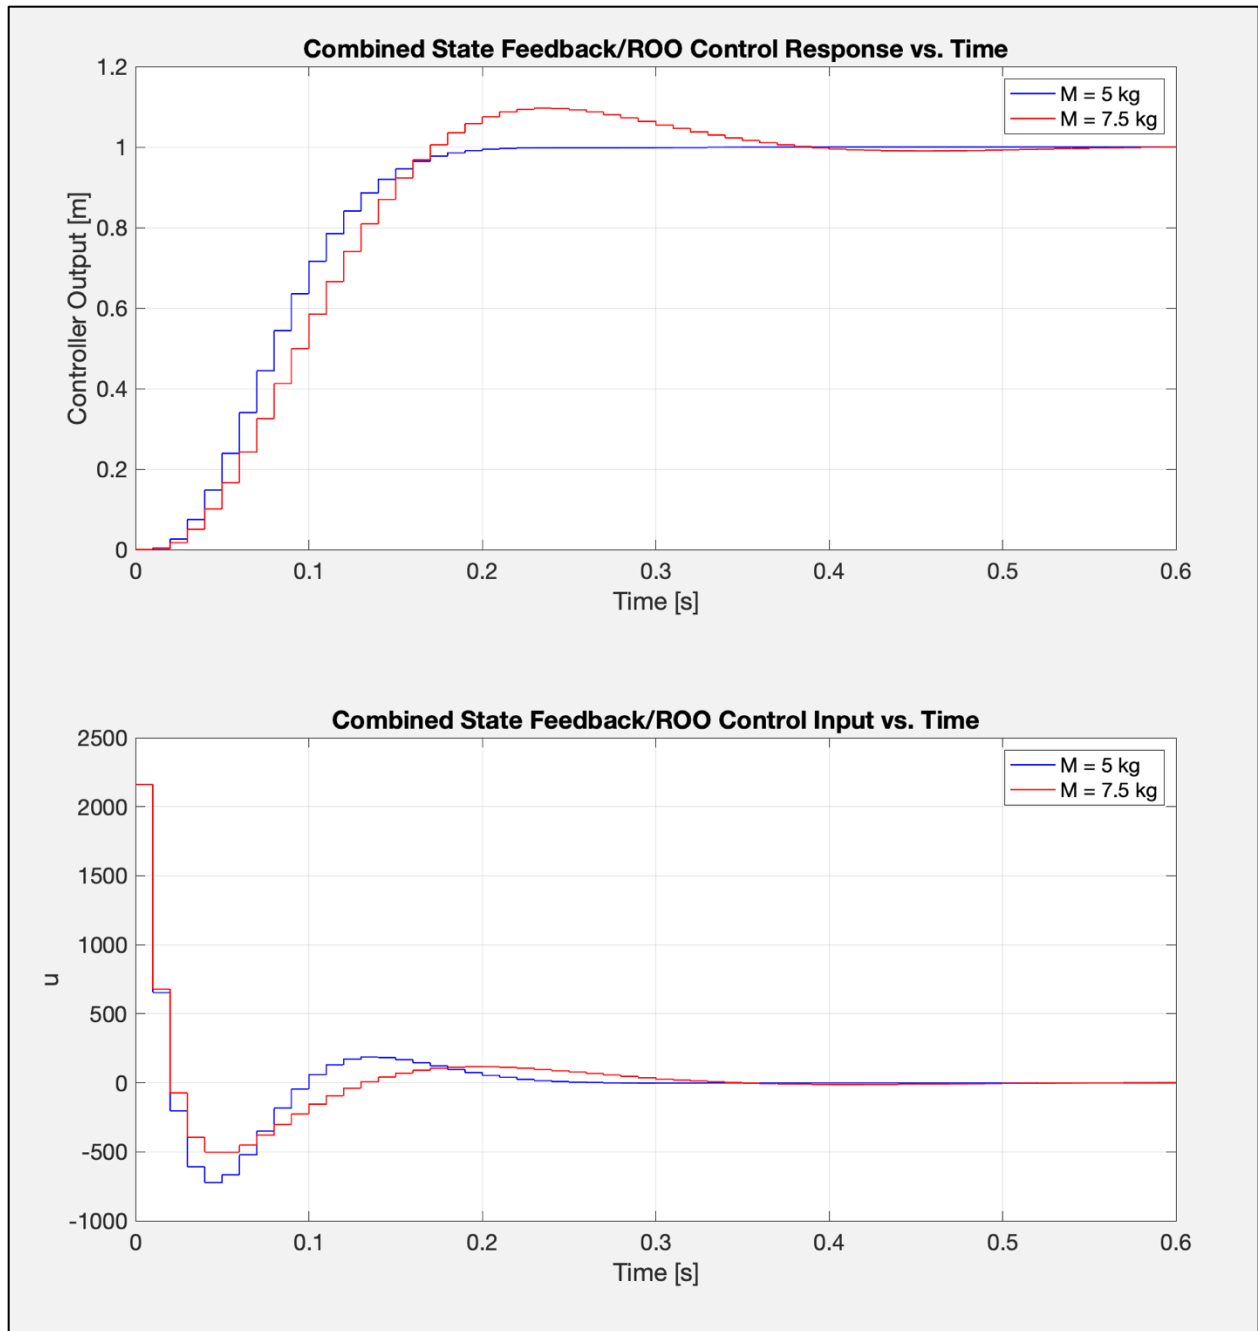 Combined State Feedback/ROO Control Response vs. Time
1.2
1
0.8
0.6
0.4
0.2
0
Controller Output [m]
M = 5 kg
M = 7.5 kg
0 0.1 0.2 0.3 0.4 0.5 0.6
Time [s]
Combined State Feedback/ROO Control Input vs. Time
2500
2000
1500
1000
500
0
-500
-1000
u
M = 5 kg
M = 7.5 kg
0 0.1 0.2 0.3 0.4 0.5 0.6
Time [s]